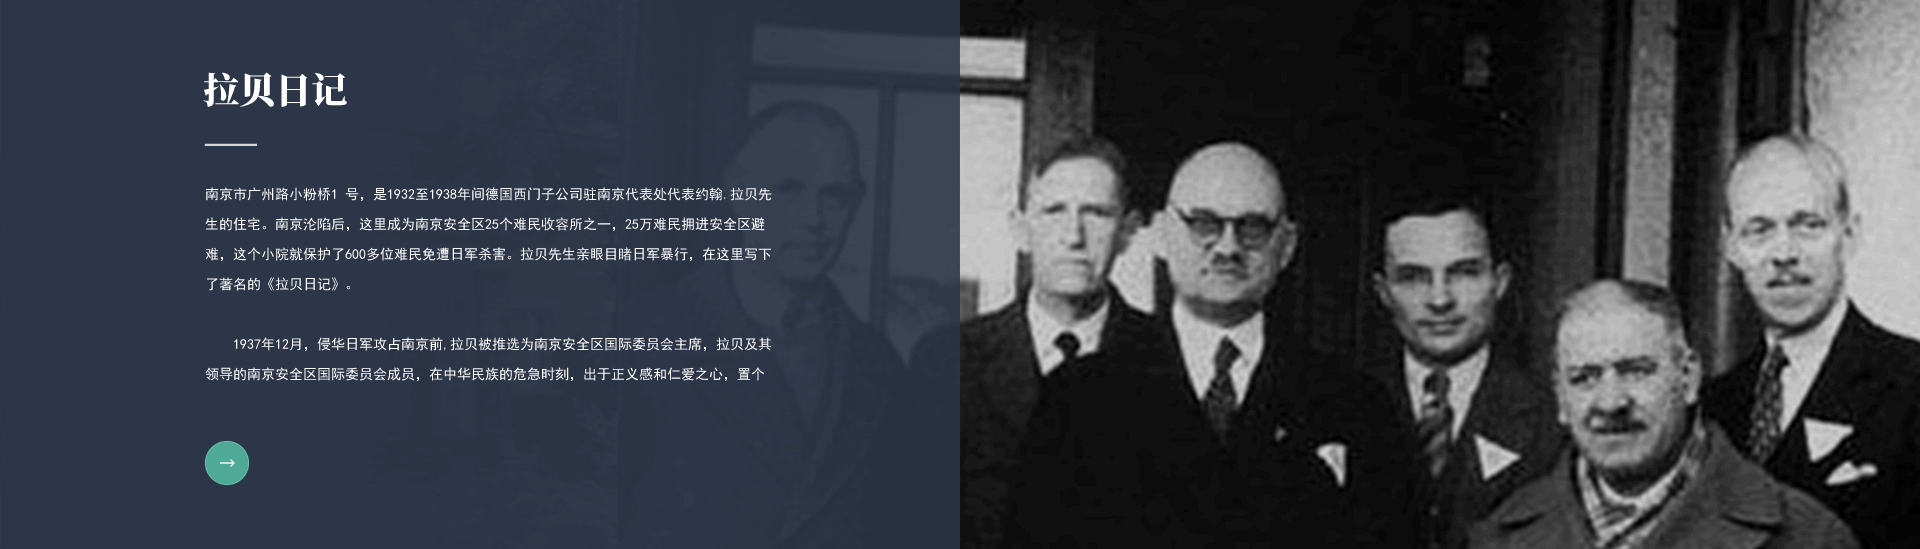 拉贝日记
南京市广州路小粉桥1 号，是1932至1938年间德国西门子公司驻南京代表处代表约翰.拉贝先
生的住宅。南京沦陷后，这里成为南京安全区25个难民收容所之一，25万难民拥进安全区避
难，这个小院就保护了600多位难民免遭日军杀害。拉贝先生亲眼目睹日军暴行，在这里写下
了著名的《拉贝日记》。
1937年12月，侵华日军攻占南京前,拉贝被推选为南京安全区国际委员会主席，拉贝及其
领导的南京安全区国际委员会成员，在中华民族的危急时刻，出于正义感和仁爱之心，置个